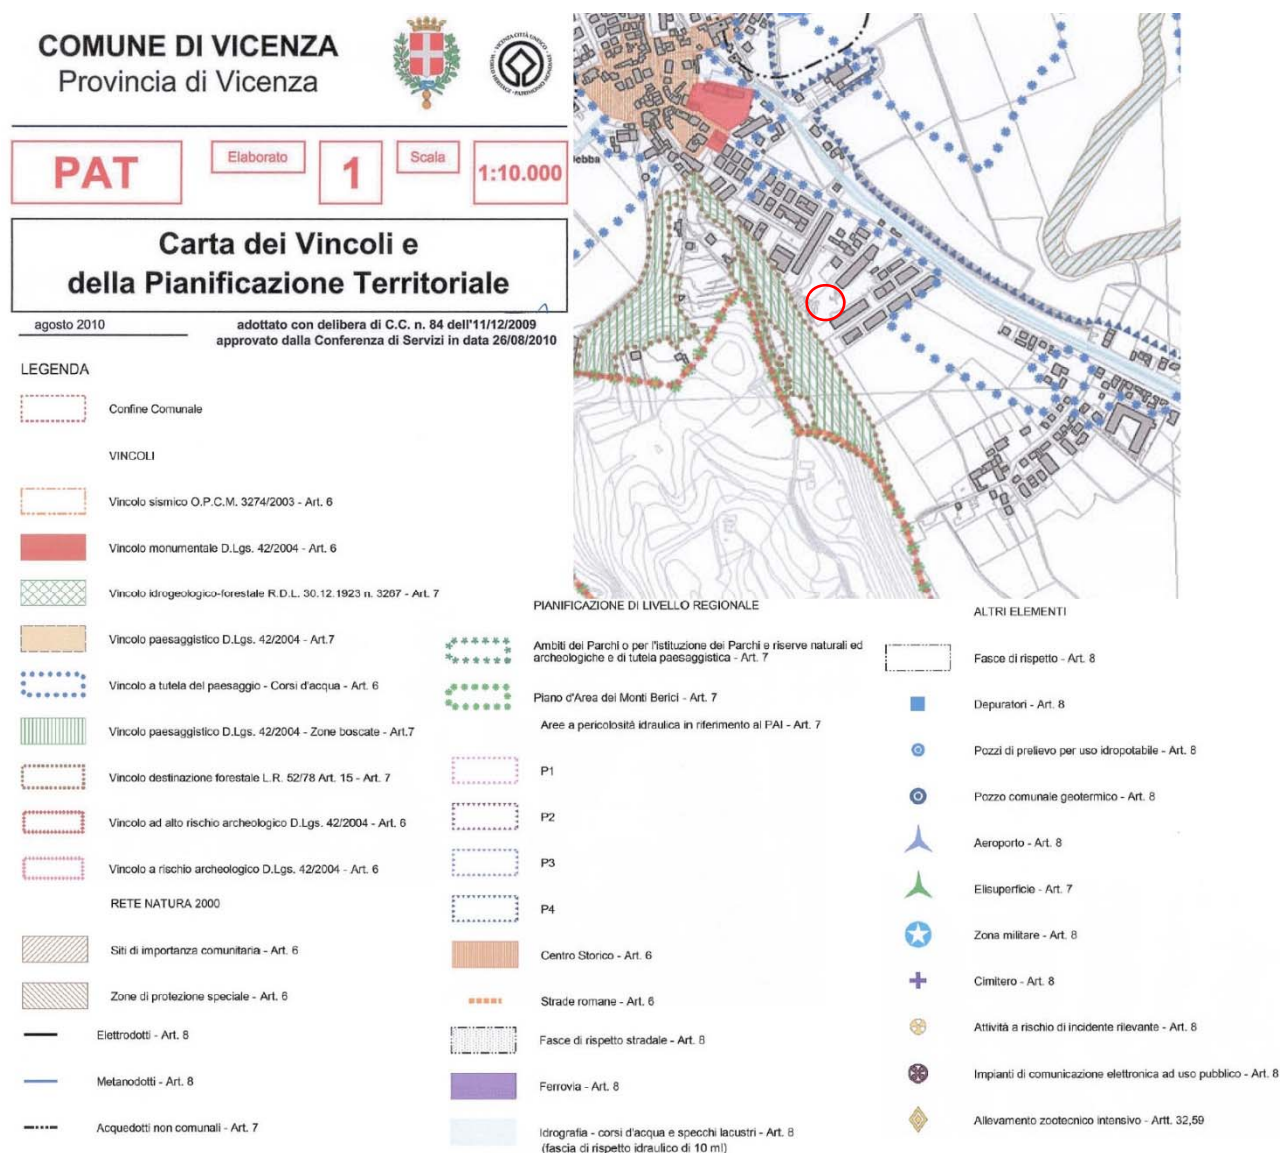 COMUNE DI VICENZA
Provincia di Vicenza
PAT
Elaborato
1
Scala
1:10.000
Carta dei Vincoli e
della Pianificazione Territoriale
agosto 2010
adottato con delibera di C.C. n. 84 dell'11/12/2009
approvato dalla Conferenza di Servizi in data 26/08/2010
LEGENDA
Confine Comunale
VINCOLI
Vincolo sismico O.P.C.M. 3274/2003 - Art. 6
Vincolo monumentale D.Lgs. 42/2004 - Art. 6
Vincolo idrogeologico-forestale R.D.L. 30.12.1923 n. 3267 - Art. 7
Vincolo paesaggistico D.Lgs. 42/2004 - Art.7
Vincolo a tutela del paesaggio - Corsi d'acqua - Art. 6
Vincolo paesaggistico D.Lgs. 42/2004 - Zone boscate - Art.7
Vincolo destinazione forestale L.R. 52/78 Art. 15 - Art. 7
Vincolo ad alto rischio archeologico D.Lgs. 42/2004 - Art. 6
Vincolo a rischio archeologico D.Lgs. 42/2004 - Art. 6
RETE NATURA 2000
Siti di importanza comunitaria - Art. 6
Zone di protezione speciale - Art. 6
Elettrodotti - Art. 8
Metanodotti - Art. 8
Acquedotti non comunali - Art. 7
PIANIFICAZIONE DI LIVELLO REGIONALE
Ambiti dei Parchi o per l'istituzione dei Parchi e riserve naturali ed
archeologiche e di tutela paesaggistica - Art. 7
Piano d'Area dei Monti Berici - Art. 7
Aree a pericolosità idraulica in riferimento al PAI - Art. 7
P1
P2
P3
P4
Centro Storico - Art. 6
Strade romane - Art. 6
Fasce di rispetto stradale - Art. 8
Ferrovia - Art. 8
Idrografia - corsi d'acqua e specchi lacustri - Art. 8
(fascia di rispetto idraulico di 10 ml)
ALTRI ELEMENTI
Fasce di rispetto - Art. 8
Depuratori - Art. 8
Pozzi di prelievo per uso idropotabile - Art. 8
Pozzo comunale geotermico - Art. 8
Aeroporto - Art. 8
Elisuperficie - Art. 7
Zona militare - Art. 8
Cimitero - Art. 8
Attività a rischio di incidente rilevante - Art. 8
Impianti di comunicazione elettronica ad uso pubblico - Art. 8
Allevamento zootecnico intensivo - Artt. 32,59